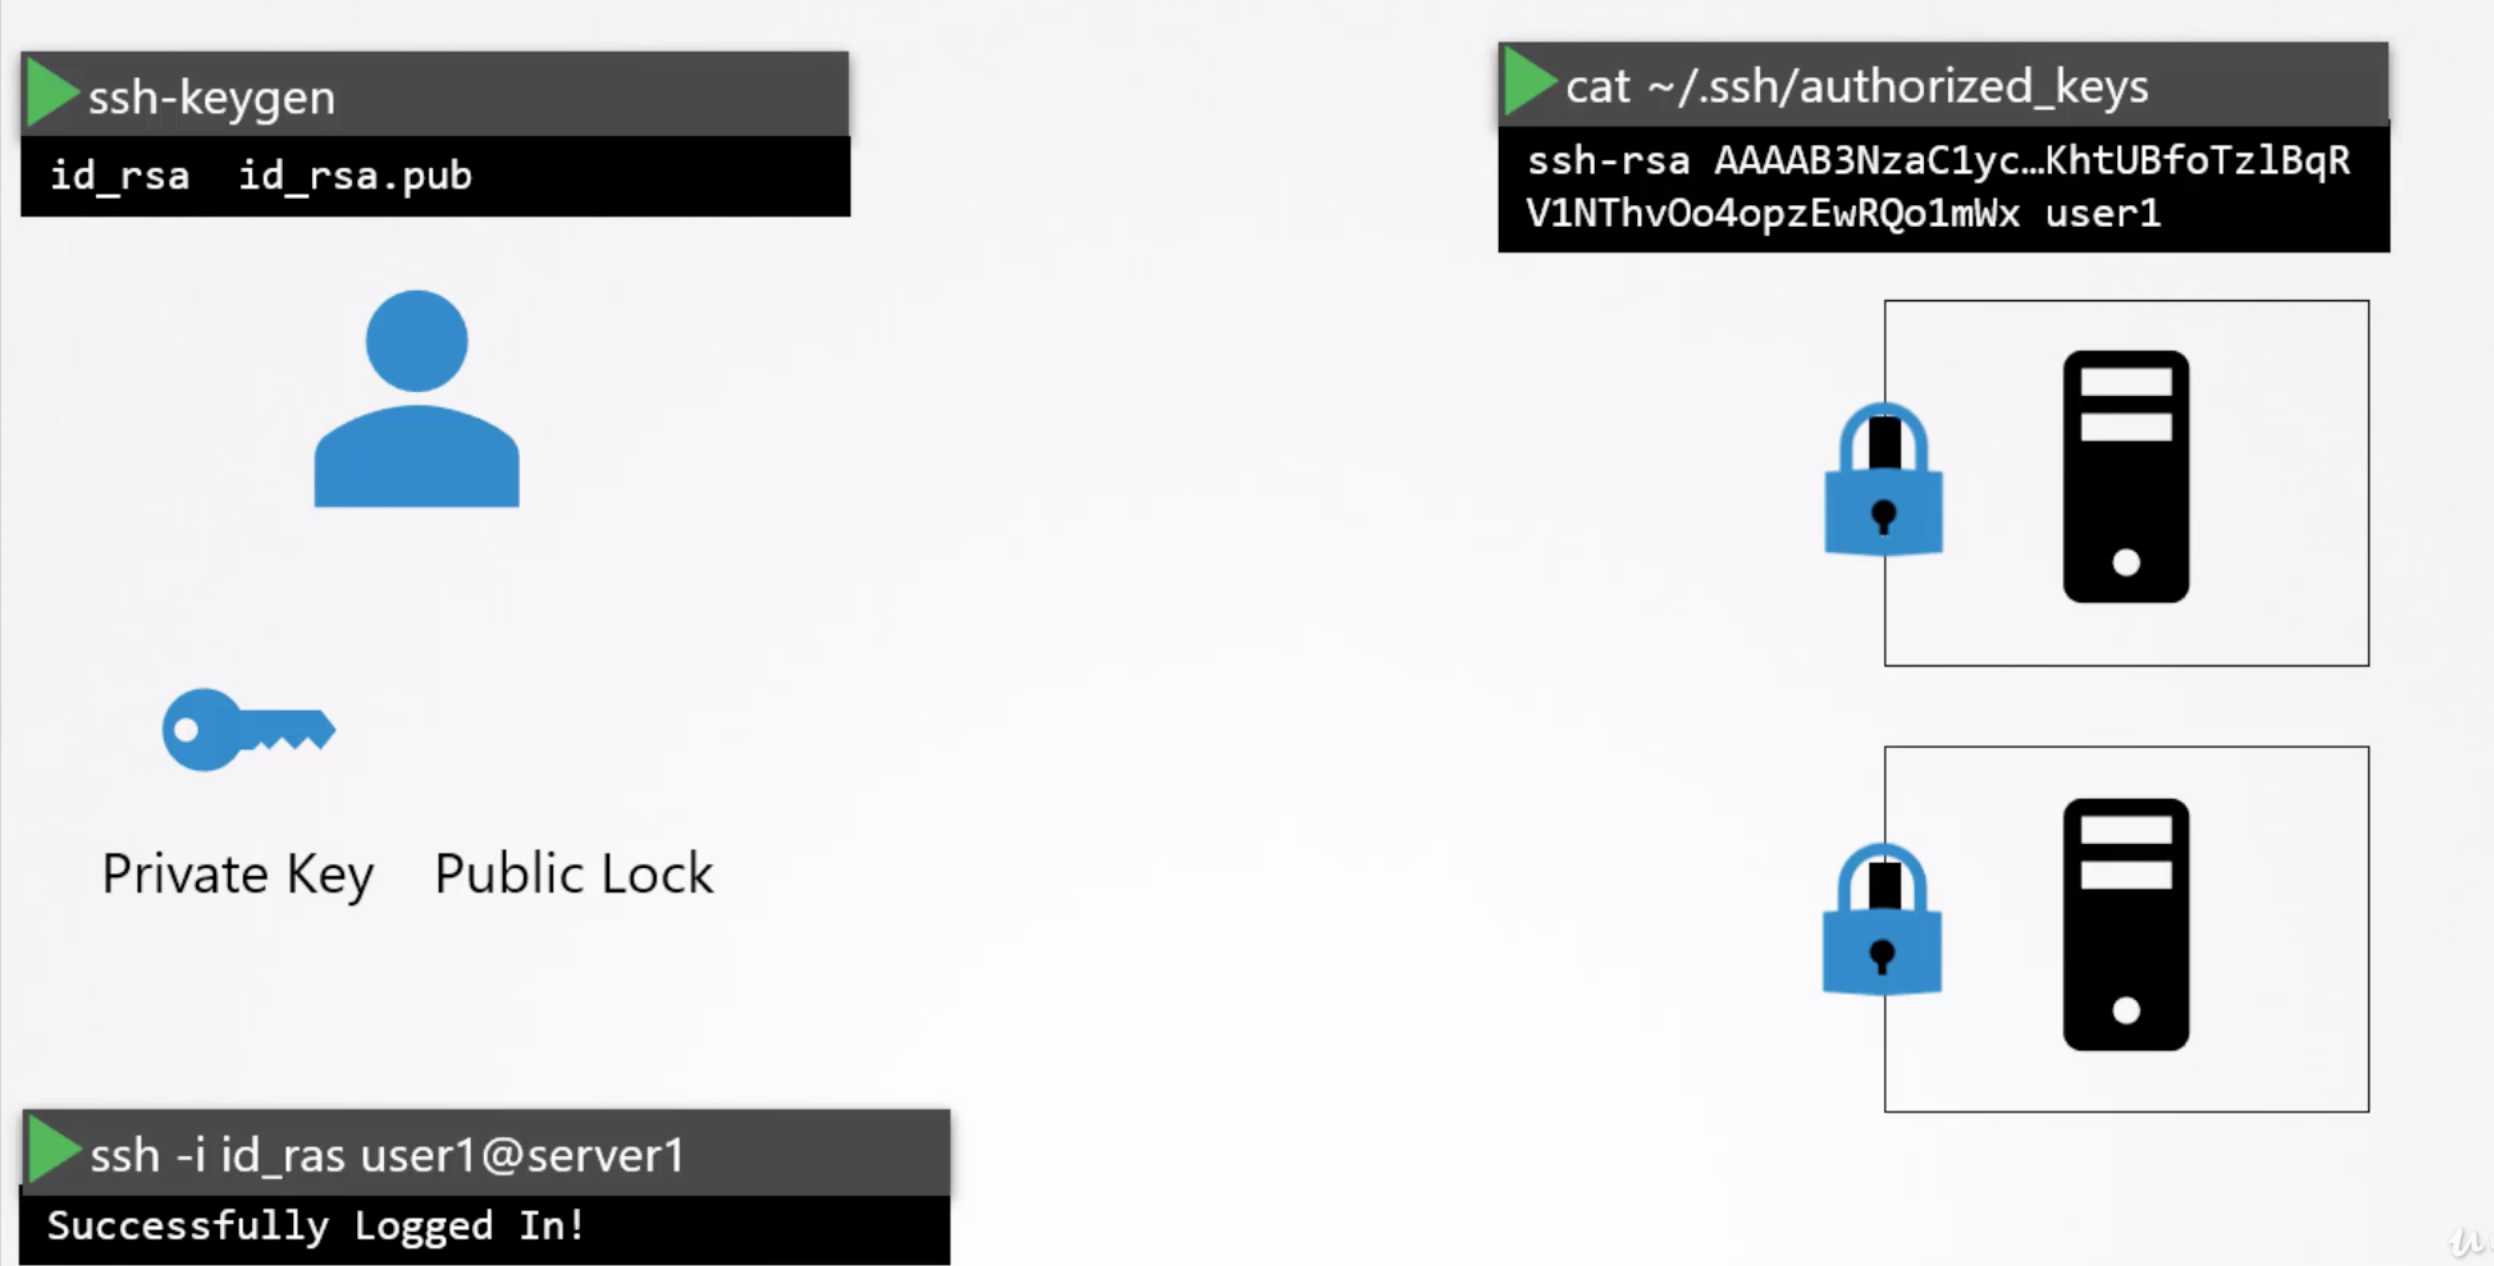 ssh-keygen
id_rsa id_rsa.pub
cat ~/.ssh/authorized_keys
ssh-rsa AAAAB3NzaC1yc…KhtUBfoTzlBqR
V1NThvOo4opzEwRQo1mWx user1
Private Key Public Lock
ssh -i id_ras user1@server1
Successfully Logged In!